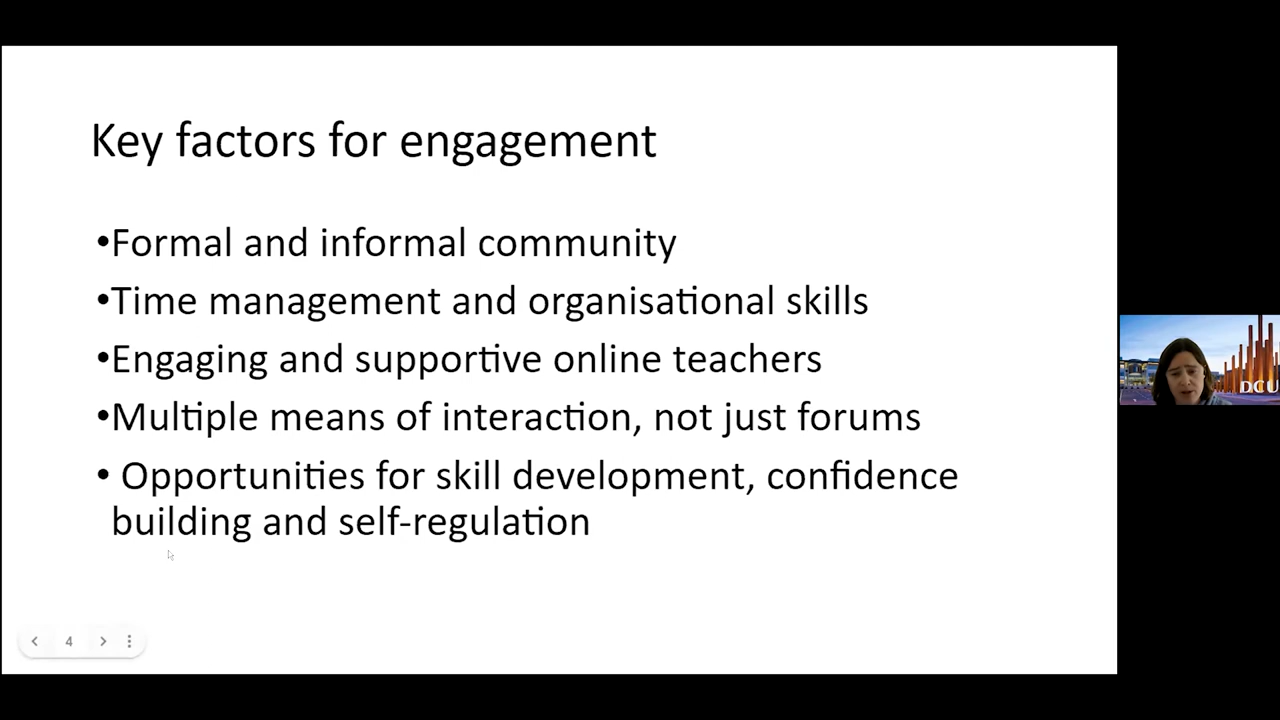 Key factors for engagement
•Formal and informal community
•Time management and organisational skills
•Engaging and supportive online teachers
•Multiple means of interaction, not just forums
• Opportunities for skill development, confidence
building and self-regulation
4
DCU